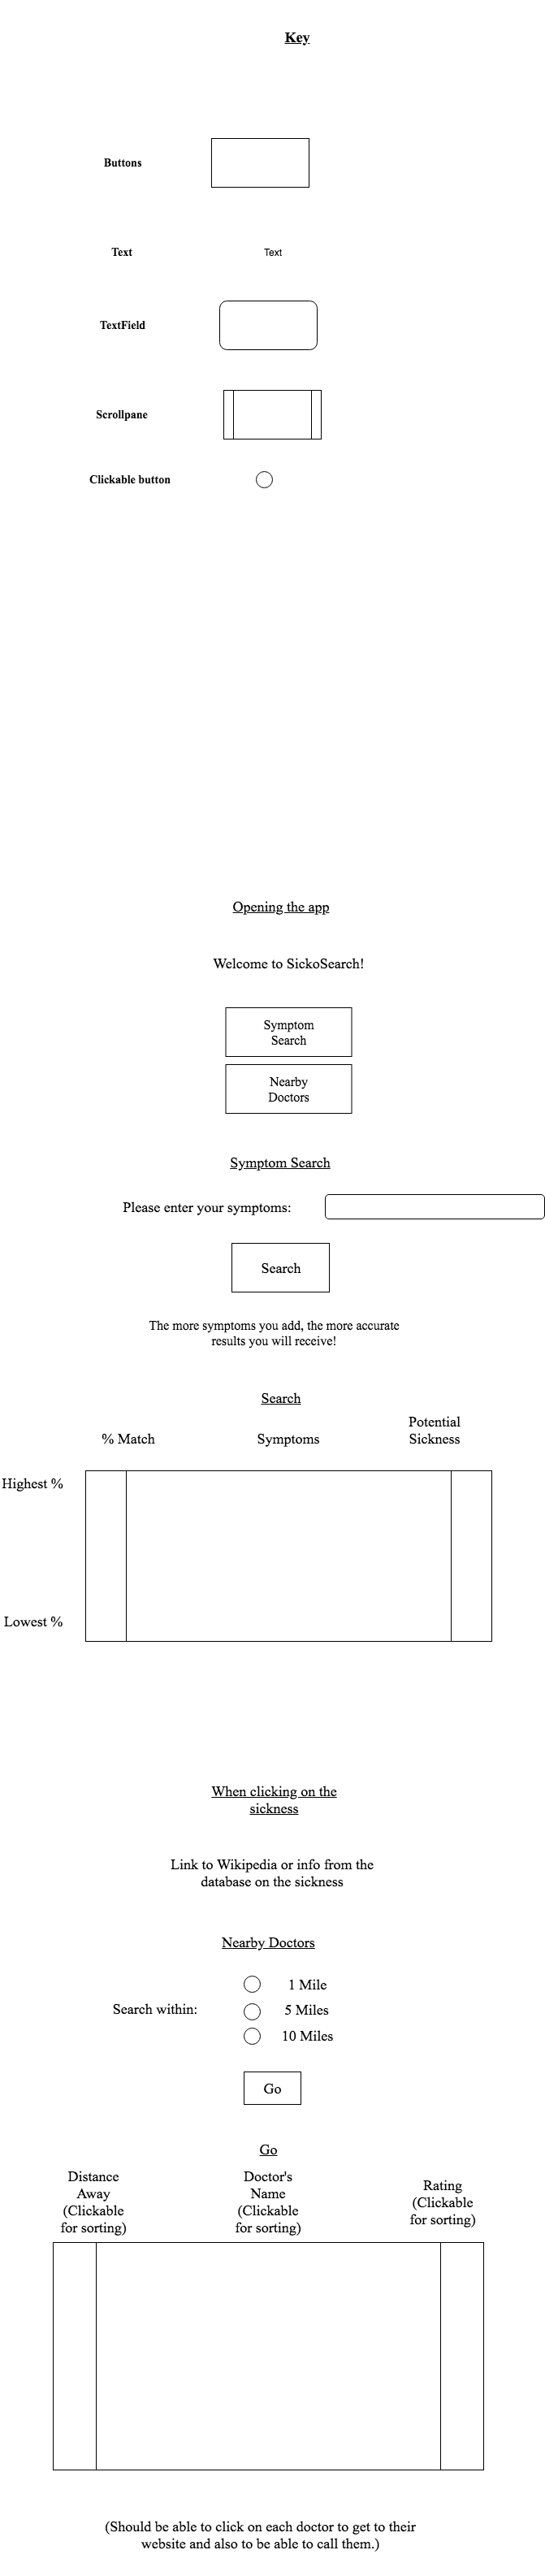 Key
Buttons
Text Text
TextField
Scrollpane
Clickable button
Opening the app
Welcome to SickoSearch!
Symptom
Search
Nearby
Doctors
Symptom Search
Please enter your symptoms:
Search
The more symptoms you add, the more accurate
results you will receive!
Search
% Match
Symptoms
Potential
Sickness
Highest %
Lowest %
When clicking on the
sickness
Link to Wikipedia or info from the
database on the sickness
Nearby Doctors
Search within:
1 Mile
5 Miles
10 Miles
Go
Go
Distance
Away
(Clickable
for sorting)
Doctor's
Name
(Clickable
for sorting)
Rating
(Clickable
for sorting)
(Should be able to click on each doctor to get to their
website and also to be able to call them.)